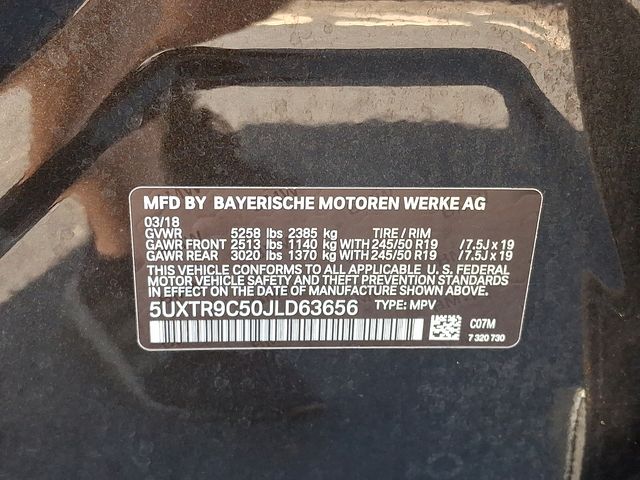 MFD BY BAYERISCHE MOTOREN WERKE AG
03/18
GVWR 5258 lbs 2385 kg TIRE / RIM
GAWR FRONT 2513 lbs 1140 kg WITH 245/50 R19 / 7.5J x 19
GAWR REAR 3020 lbs 1370 kg WITH 245/50 R19 / 7.5J x 19
THIS VEHICLE CONFORMS TO ALL APPLICABLE U. S. FEDERAL
MOTOR VEHICLE SAFETY AND THEFT PREVENTION STANDARDS
IN EFFECT ON THE DATE OF MANUFACTURE SHOWN ABOVE.
5UXTR9C50JLD63656 TYPE: MPV
C07M
7 320 730